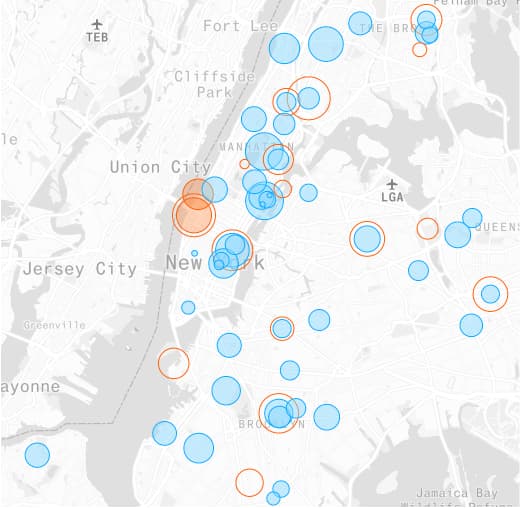 Pelham Bay P
Fort Lee
THE BRO
TEB
Cliffside
Park
MANHATTAN
Union City
LGA
QUEENS
New York
Jersey City
Greenville
ayonne
BROOKLYN
Jamaica Bay
Wildlife Refuge
le